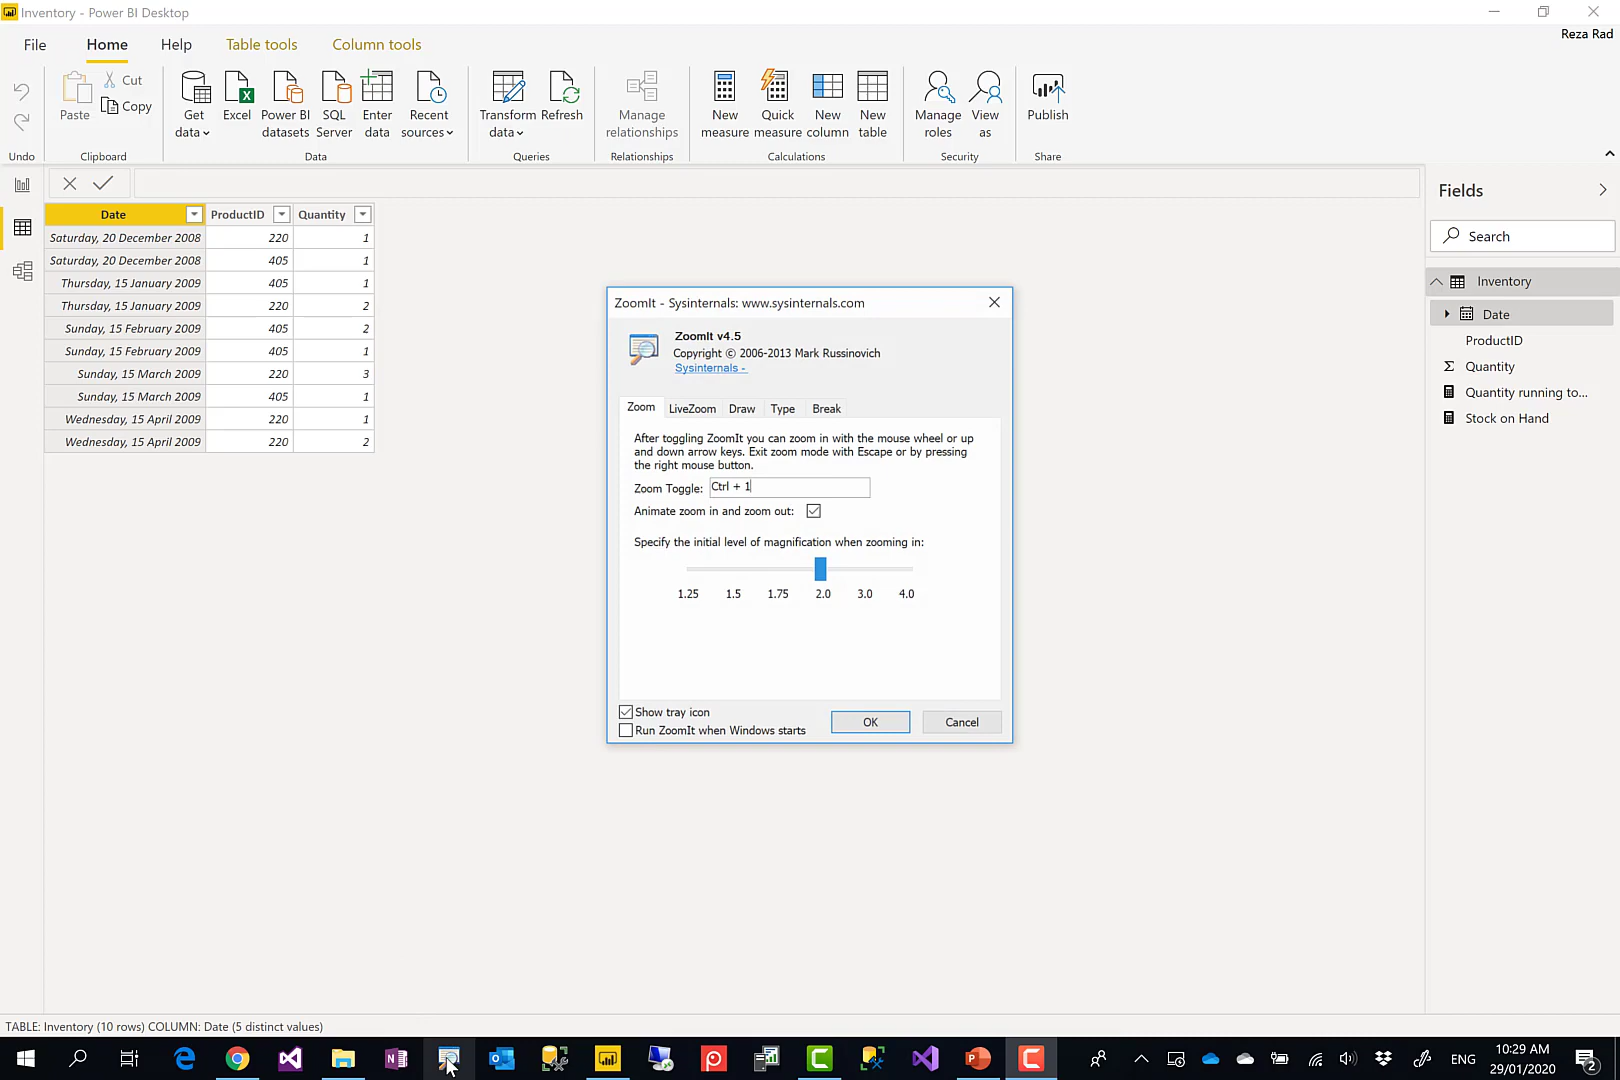 Inventory - Power BI Desktop
Reza Rad
File Home Help Table tools Column tools
Paste
Cut
Copy
Get data
Excel
Power BI datasets
SQL Server
Enter data
Recent sources
Transform data
Refresh
Manage relationships
New measure
Quick measure
New column
New table
Manage roles
View as
Publish
Undo Clipboard Data Queries Relationships Calculations Security Share
Date ProductID Quantity
Saturday, 20 December 2008 220 1
Saturday, 20 December 2008 405 1
Thursday, 15 January 2009 405 1
Thursday, 15 January 2009 220 2
Sunday, 15 February 2009 405 2
Sunday, 15 February 2009 405 1
Sunday, 15 March 2009 220 3
Sunday, 15 March 2009 405 1
Wednesday, 15 April 2009 220 1
Wednesday, 15 April 2009 220 2
ZoomIt - Sysinternals: www.sysinternals.com
ZoomIt v4.5
Copyright © 2006-2013 Mark Russinovich
Sysinternals -
Zoom LiveZoom Draw Type Break
After toggling ZoomIt you can zoom in with the mouse wheel or up
and down arrow keys. Exit zoom mode with Escape or by pressing
the right mouse button.
Zoom Toggle: Ctrl + 1
Animate zoom in and zoom out:
Specify the initial level of magnification when zooming in:
1.25 1.5 1.75 2.0 3.0 4.0
Show tray icon
Run ZoomIt when Windows starts
OK Cancel
Fields
Search
Inventory
Date
ProductID
Σ Quantity
Quantity running to...
Stock on Hand
TABLE: Inventory (10 rows) COLUMN: Date (5 distinct values)
ENG
10:29 AM
29/01/2020
2